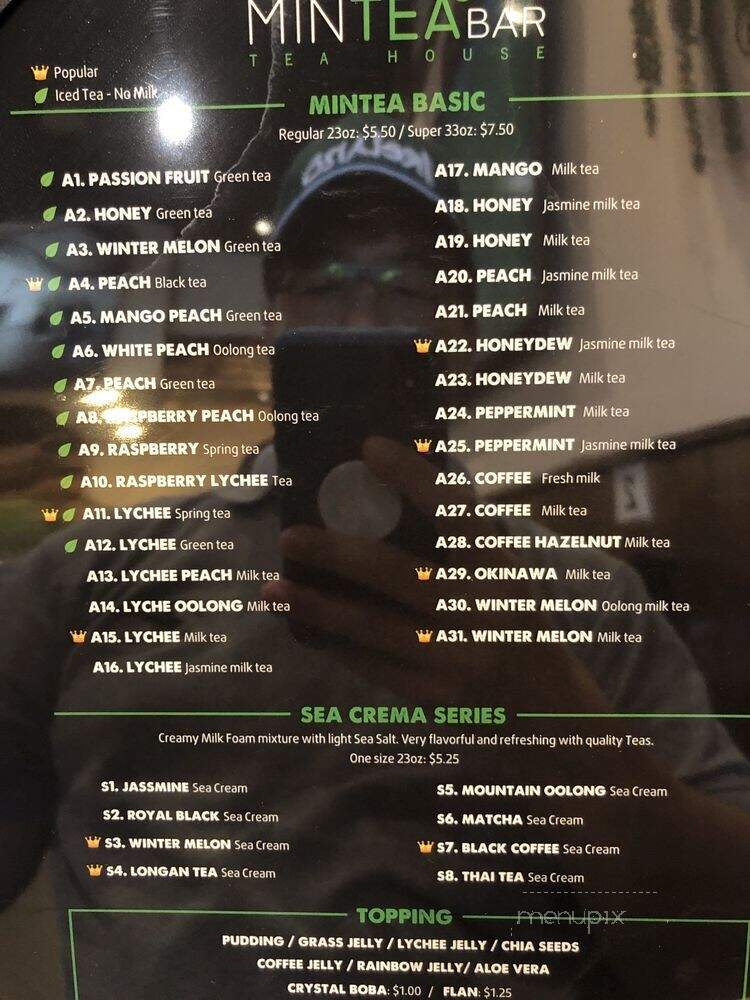 MINTEABAR
TEA HOUSE
Popular
Iced Tea - No Milk
MINTEA BASIC
Regular 23oz: $5.50 / Super 33oz: $7.50
A1. PASSION FRUIT Green tea
A2. HONEY Green tea
A3. WINTER MELON Green tea
A4. PEACH Black tea
A5. MANGO PEACH Green tea
A6. WHITE PEACH Oolong tea
A7. PEACH Green tea
A8. RASPBERRY PEACH Oolong tea
A9. RASPBERRY Spring tea
A10. RASPBERRY LYCHEE Tea
A11. LYCHEE Spring tea
A12. LYCHEE Green tea
A13. LYCHEE PEACH Milk tea
A14. LYCHE OOLONG Milk tea
A15. LYCHEE Milk tea
A16. LYCHEE Jasmine milk tea
A17. MANGO Milk tea
A18. HONEY Jasmine milk tea
A19. HONEY Milk tea
A20. PEACH Jasmine milk tea
A21. PEACH Milk tea
A22. HONEYDEW Jasmine milk tea
A23. HONEYDEW Milk tea
A24. PEPPERMINT Milk tea
A25. PEPPERMINT Jasmine milk tea
A26. COFFEE Fresh milk
A27. COFFEE Milk tea
A28. COFFEE HAZELNUT Milk tea
A29. OKINAWA Milk tea
A30. WINTER MELON Oolong milk tea
A31. WINTER MELON Milk tea
SEA CREMA SERIES
Creamy Milk Foam mixture with light Sea Salt. Very flavorful and refreshing with quality Teas.
One size 23oz: $5.25
S1. JASSMINE Sea Cream
S2. ROYAL BLACK Sea Cream
S3. WINTER MELON Sea Cream
S4. LONGAN TEA Sea Cream
S5. MOUNTAIN OOLONG Sea Cream
S6. MATCHA Sea Cream
S7. BLACK COFFEE Sea Cream
S8. THAI TEA Sea Cream
TOPPING
menupix
PUDDING / GRASS JELLY / LYCHEE JELLY / CHIA SEEDS
COFFEE JELLY / RAINBOW JELLY/ ALOE VERA
CRYSTAL BOBA: $1.00 / FLAN: $1.25